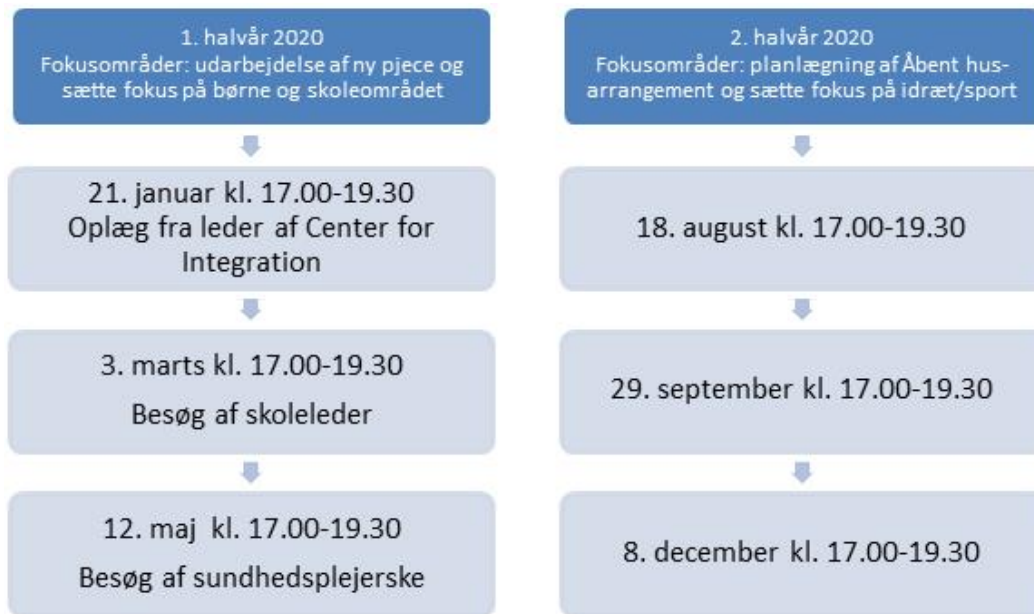 1. halvår 2020
Fokusområder: udarbejdelse af ny pjece og
sætte fokus på børne og skoleområdet
21. januar kl. 17.00-19.30
Oplæg fra leder af Center for
Integration
3. marts kl. 17.00-19.30
Besøg af skoleleder
12. maj kl. 17.00-19.30
Besøg af sundhedsplejerske
2. halvår 2020
Fokusområder: planlægning af Åbent hus-
arrangement og sætte fokus på idræt/sport
18. august kl. 17.00-19.30
29. september kl. 17.00-19.30
8. december kl. 17.00-19.30